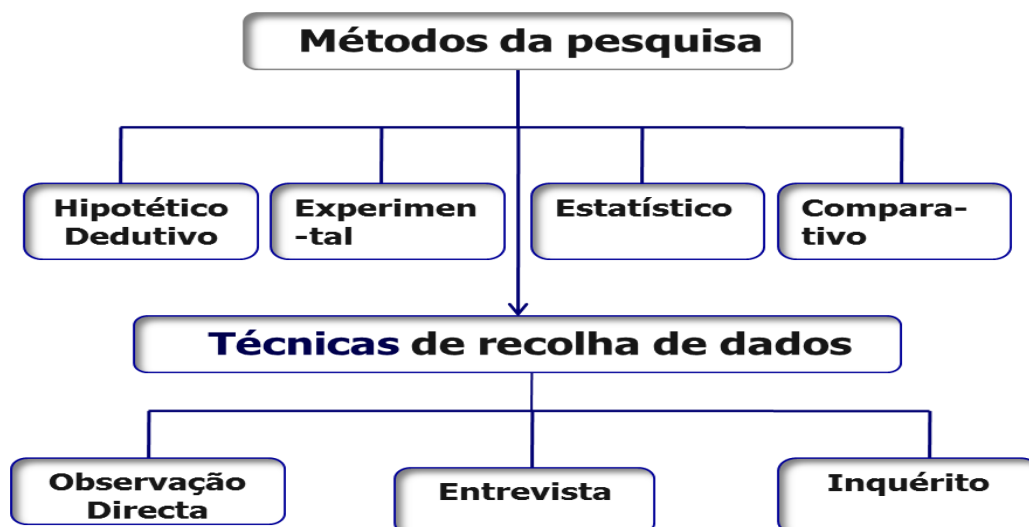 Métodos da pesquisa
Hipotético
Dedutivo
Experimen
-tal
Estatístico
Compara-
tivo
Técnicas de recolha de dados
Observação
Directa
Entrevista
Inquérito